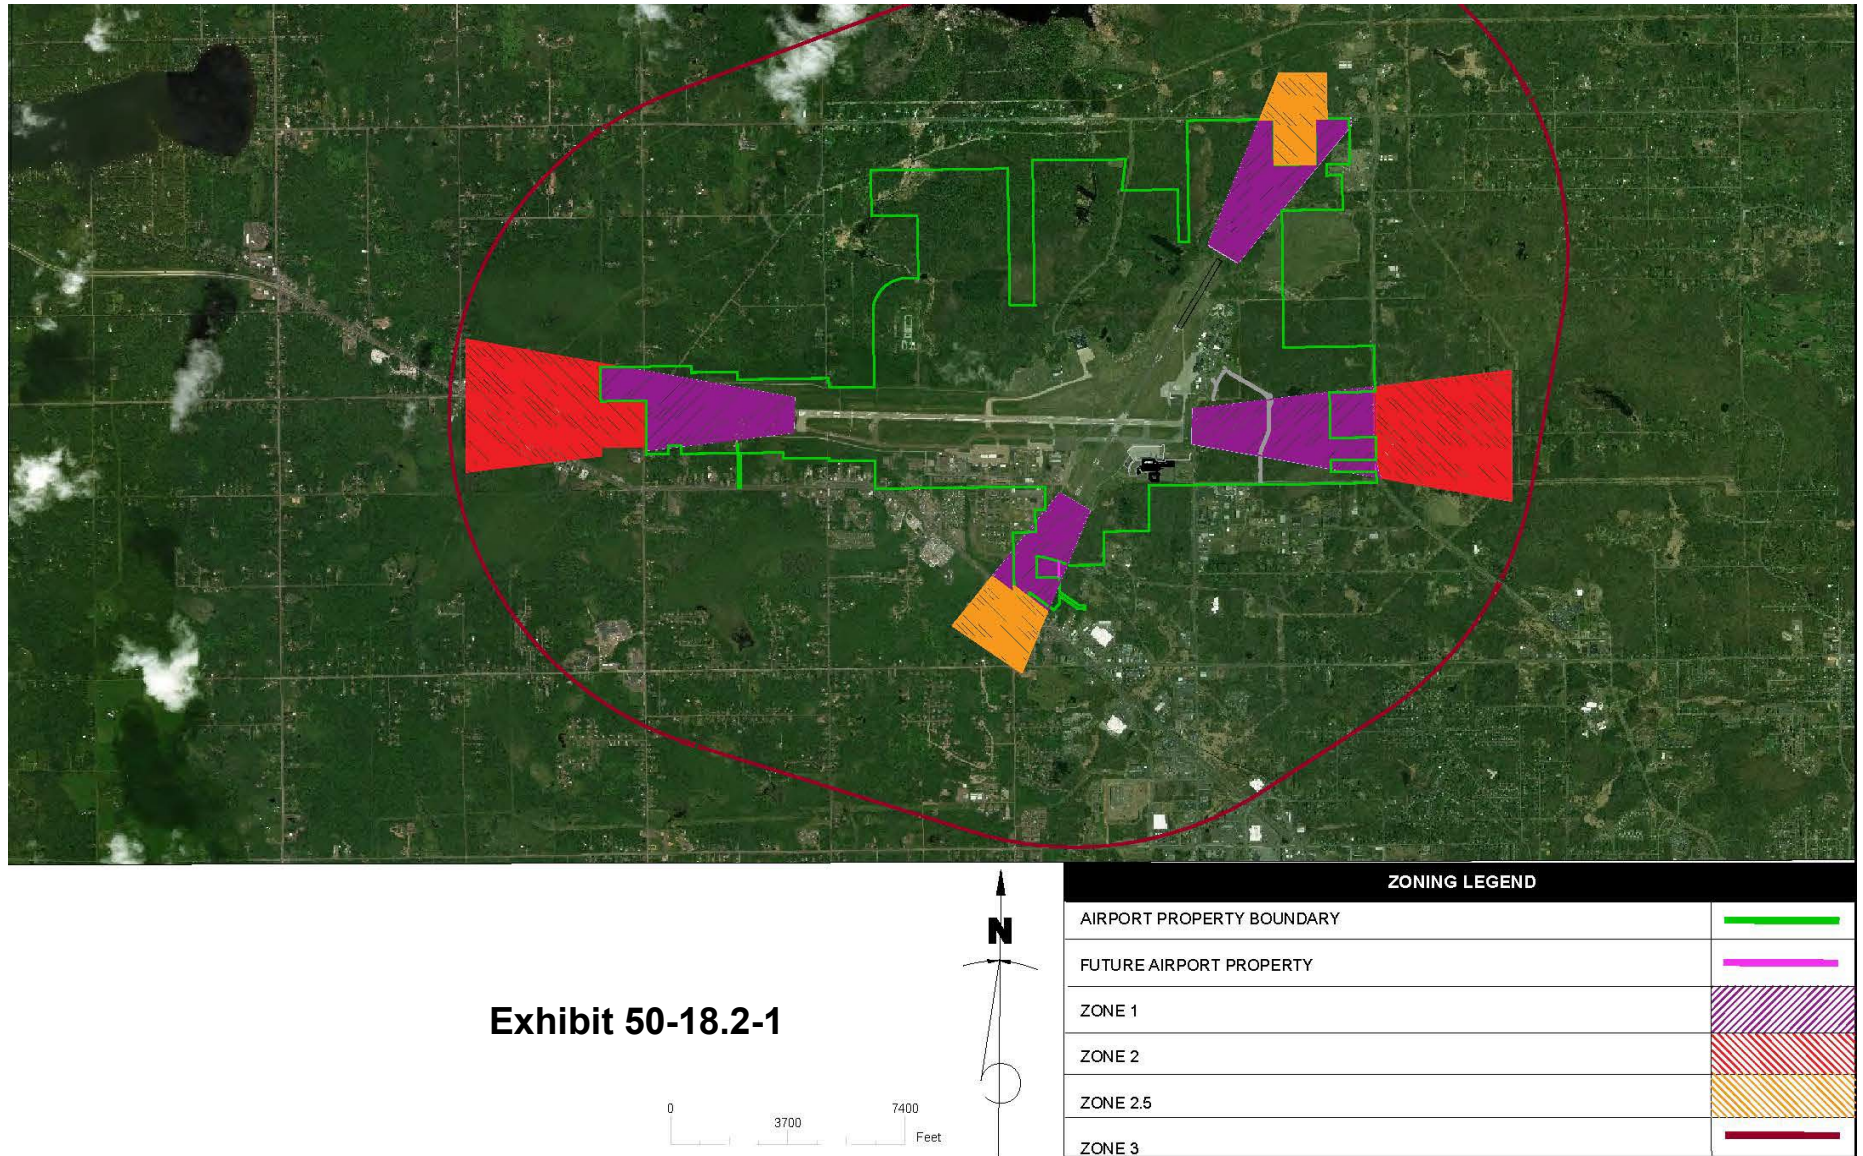 ZONING LEGEND
AIRPORT PROPERTY BOUNDARY
N
FUTURE AIRPORT PROPERTY
Exhibit 50-18.2-1
ZONE 1
ZONE 2
ZONE 2.5
0
3700
7400
Feet
ZONE 3